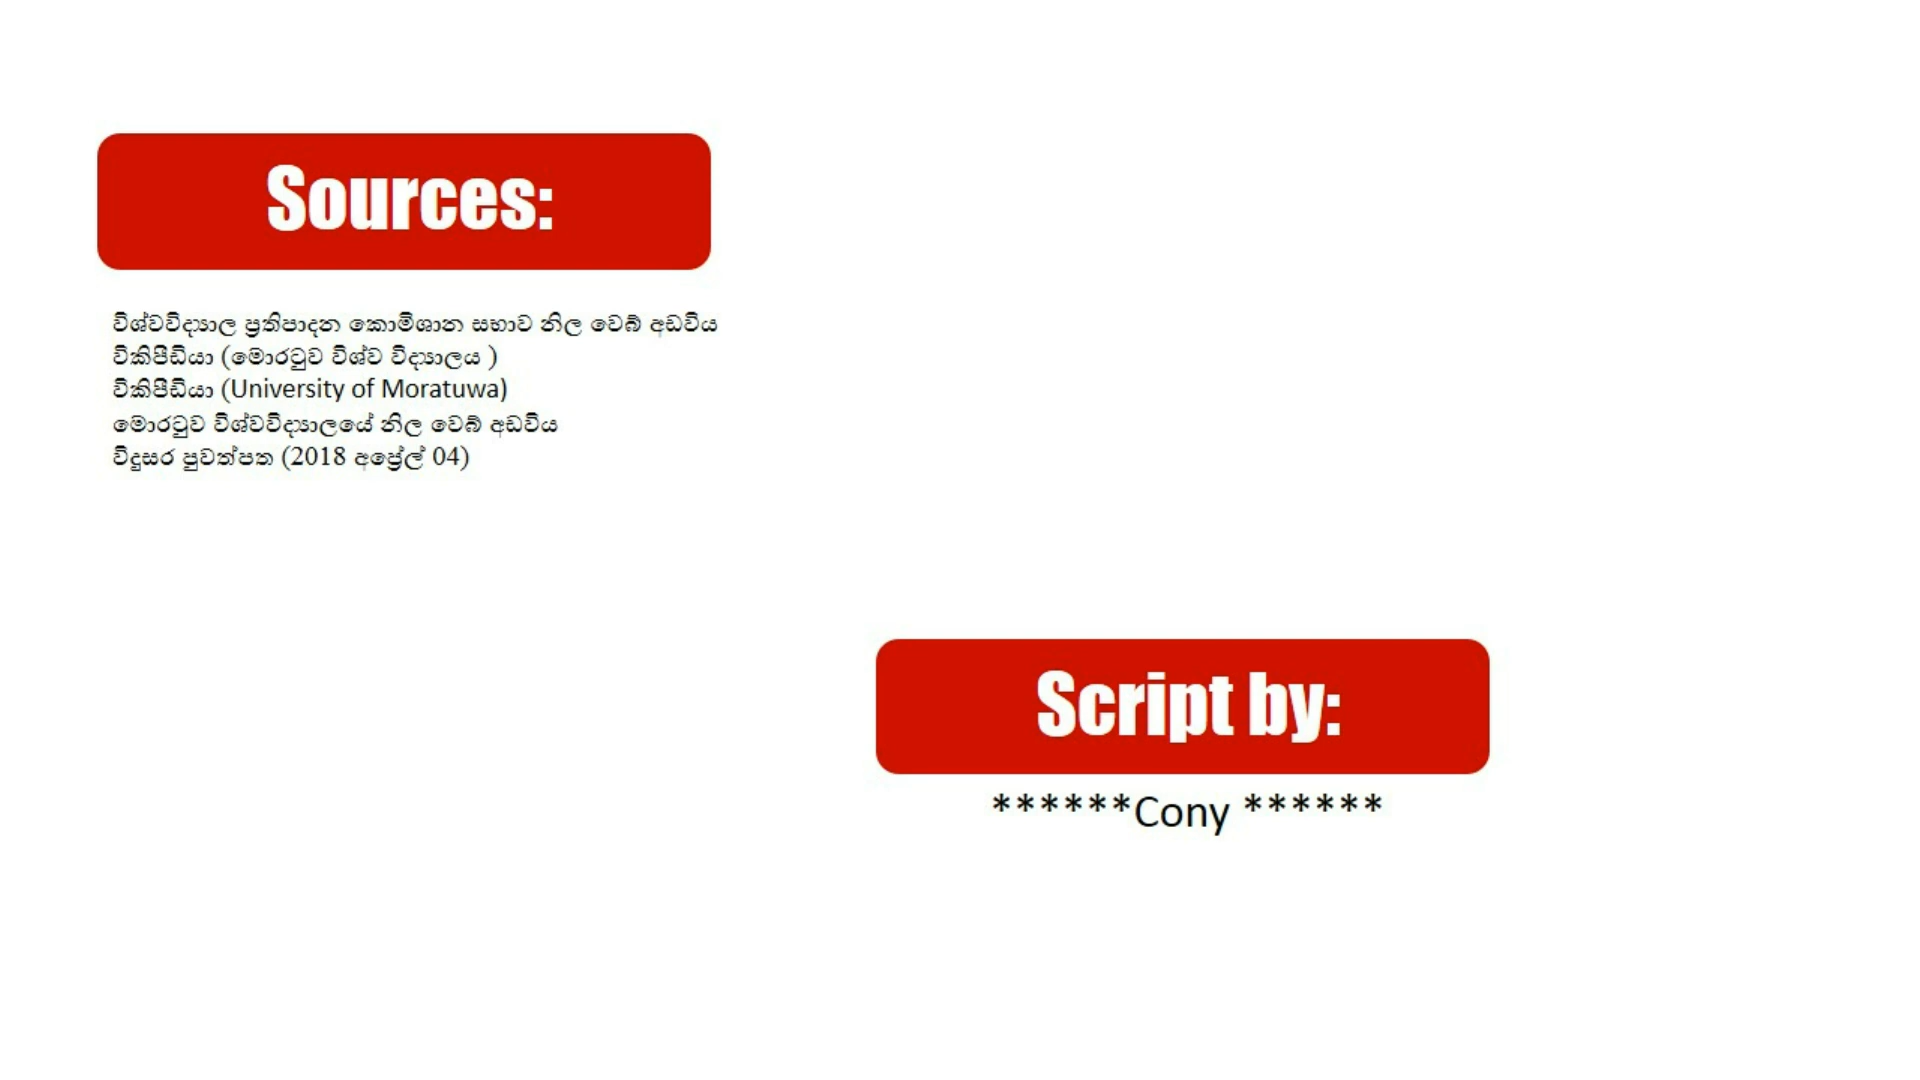 Sources:
විශ්වවිද්‍යාල ප්‍රතිපාදන කොමිශාන සභාව නිල වෙබ් අඩවිය
විකිපීඩියා (මොරටුව විශ්ව විද්‍යාලය )
විකිපීඩියා (University of Moratuwa)
මොරටුව විශ්වවිද්‍යාලයේ නිල වෙබ් අඩවිය
විදුසර පුවත්පත (2018 අප්‍රේල් 04)
Script by:
******Cony ******